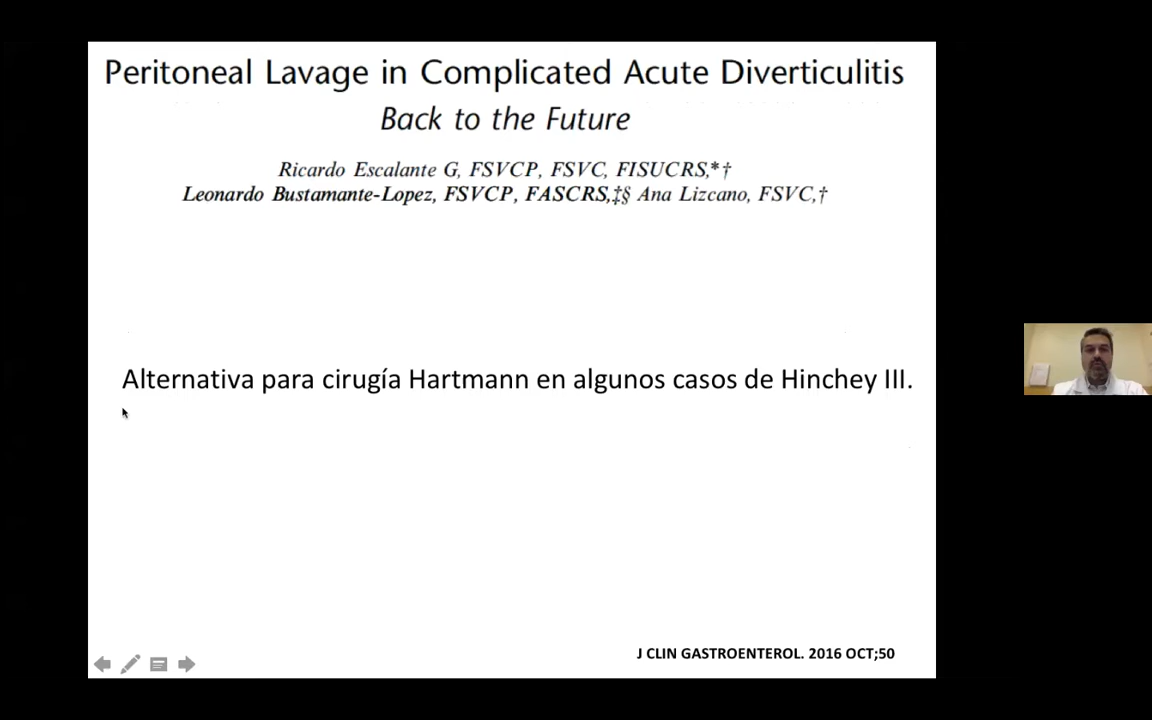 Peritoneal Lavage in Complicated Acute Diverticulitis
Back to the Future
Ricardo Escalante G, FSVCP, FSVC, FISUCRS,*†
Leonardo Bustamante-Lopez, FSVCP, FASCRS,‡§ Ana Lizcano, FSVC,†
Alternativa para cirugía Hartmann en algunos casos de Hinchey III.
J CLIN GASTROENTEROL. 2016 OCT;50